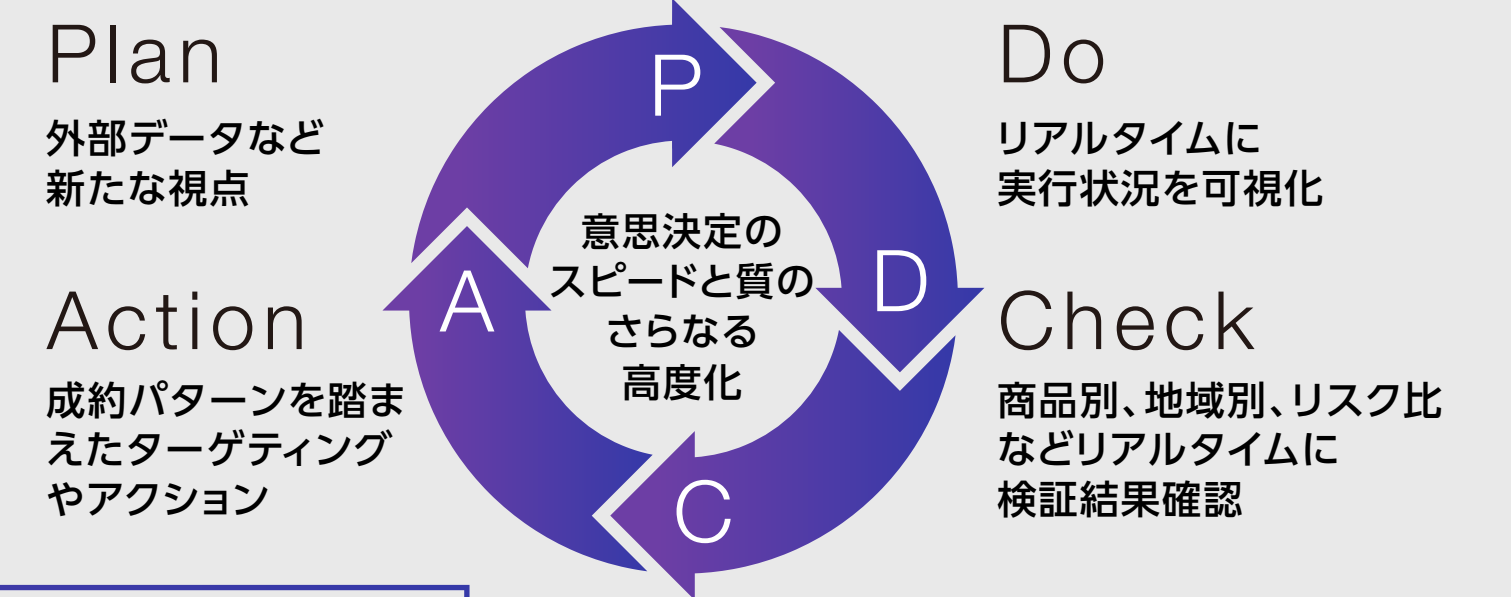 Plan
外部データなど
新たな視点
P
Do
リアルタイムに
実行状況を可視化
意思決定の
スピードと質の
さらなる
高度化
A
D
Action
成約パターンを踏ま
えたターゲティング
やアクション
C
Check
商品別、地域別、リスク比
などリアルタイムに
検証結果確認